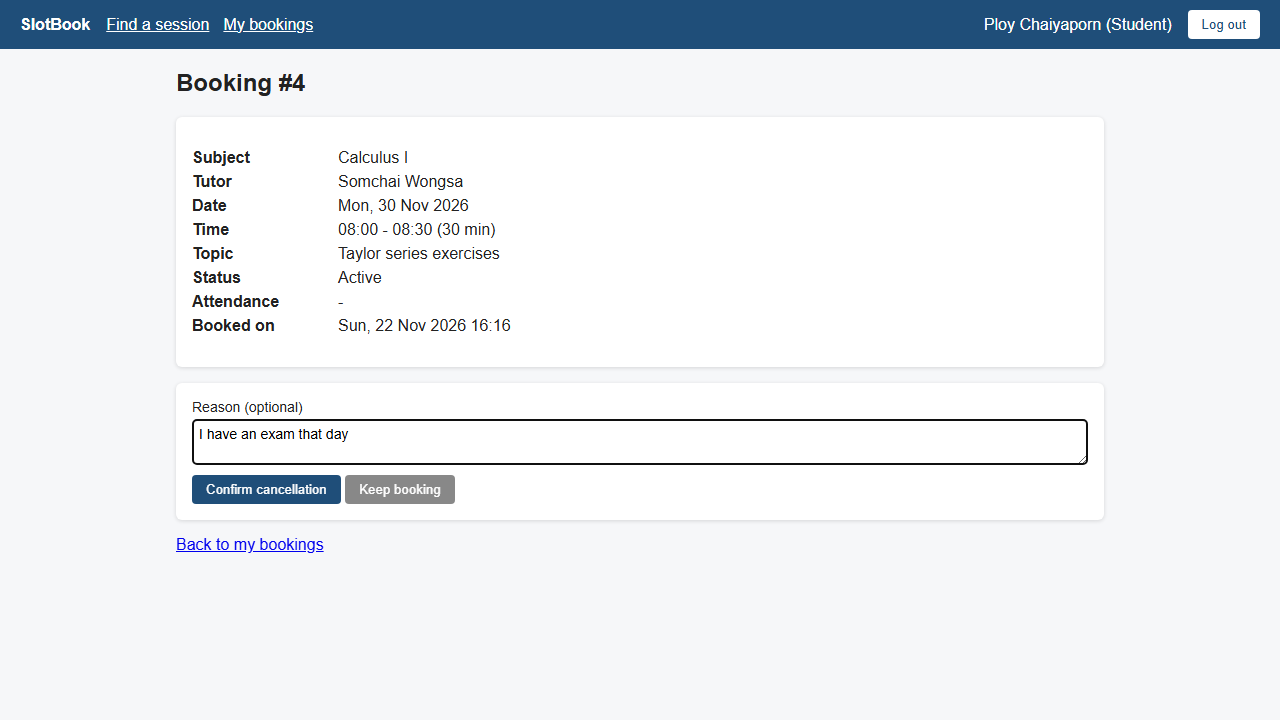 SlotBook Find a session My bookings Ploy Chaiyaporn (Student) Log out
Booking #4
Subject Calculus I
Tutor Somchai Wongsa
Date Mon, 30 Nov 2026
Time 08:00 - 08:30 (30 min)
Topic Taylor series exercises
Status Active
Attendance -
Booked on Sun, 22 Nov 2026 16:16
Reason (optional)
I have an exam that day
Confirm cancellation Keep booking
Back to my bookings